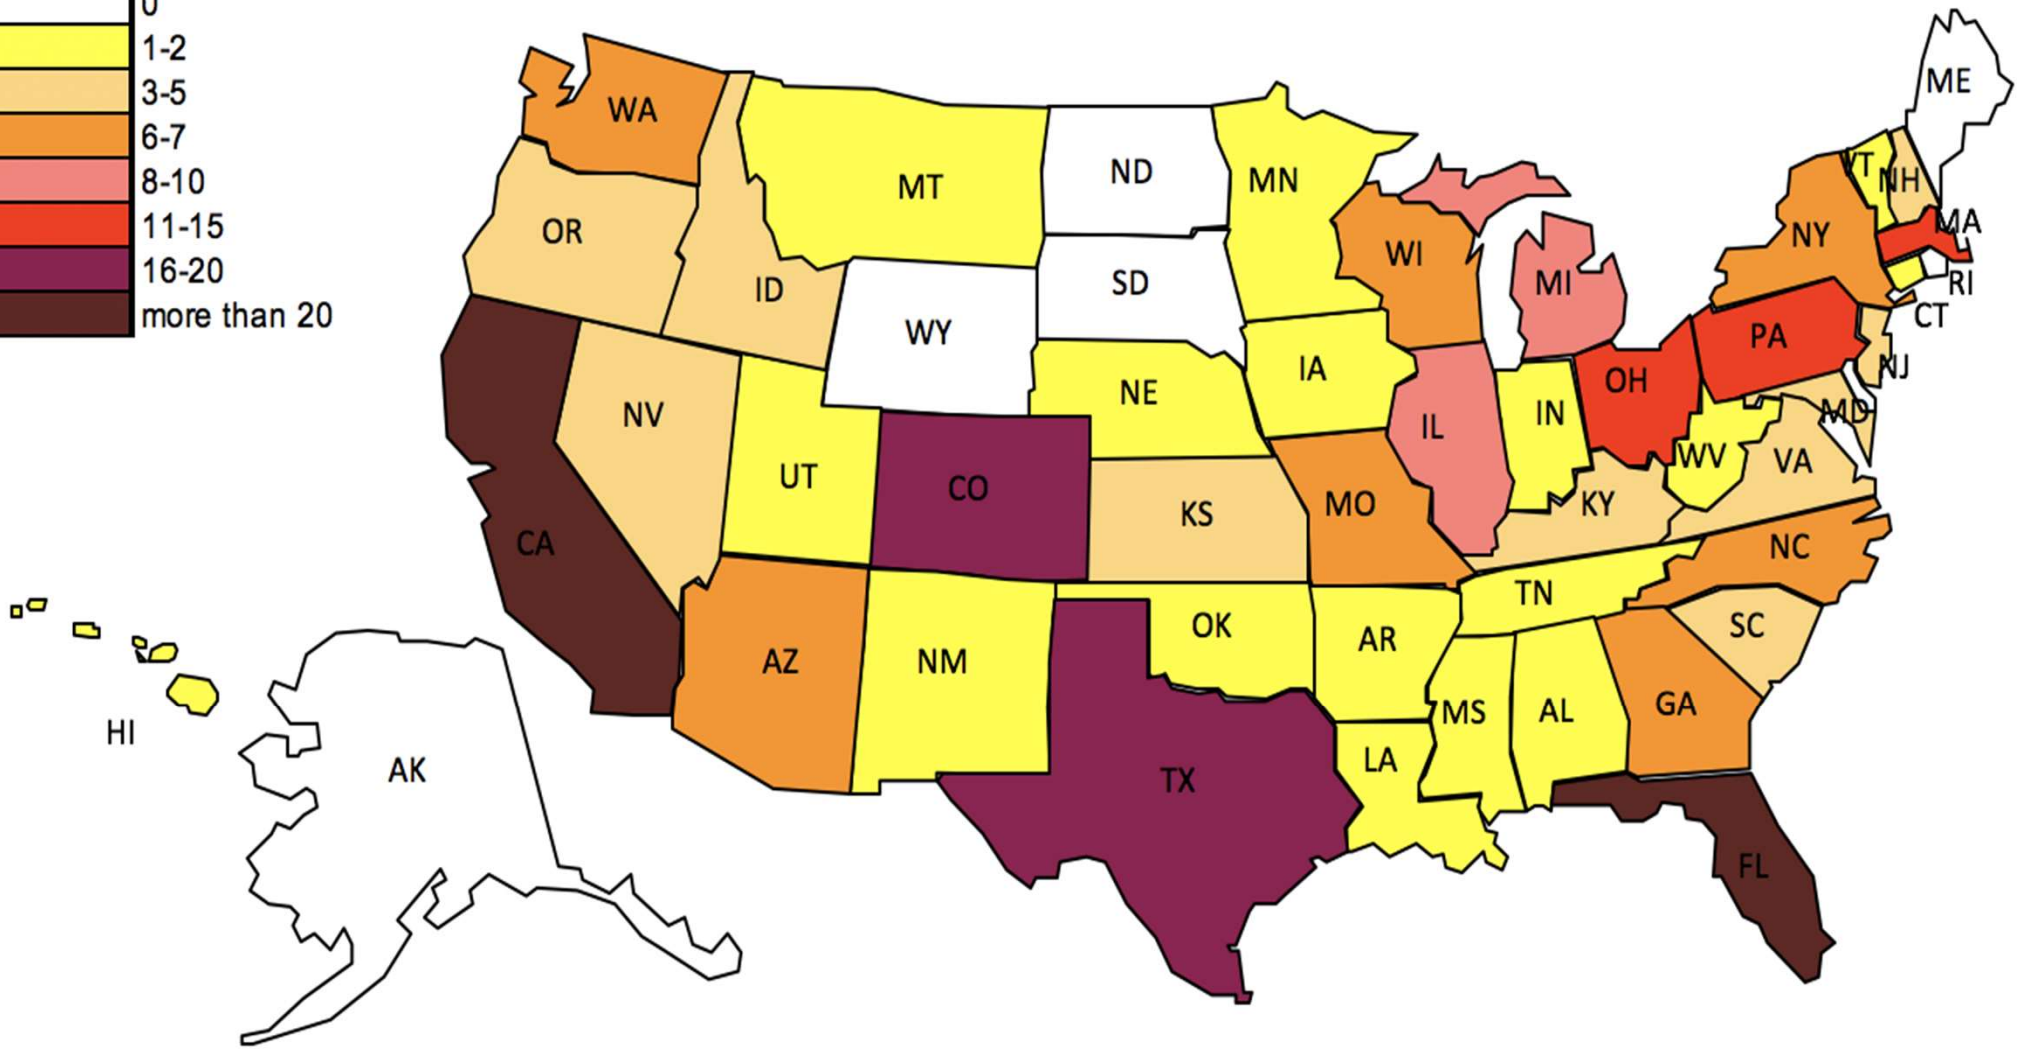 0
1-2
3-5
6-7
8-10
11-15
16-20
more than 20
ME
WA
VT
NH
MT
ND
MN
OR
NY
MA
WI
ID
SD
MI
RI
CT
WY
PA
NJ
IA
OH
NE
NV
IL
IN
MD
UT
WV
VA
CO
KS
MO
KY
CA
NC
TN
OK
AR
SC
AZ
NM
GA
MS
AL
HI
LA
AK
TX
FL